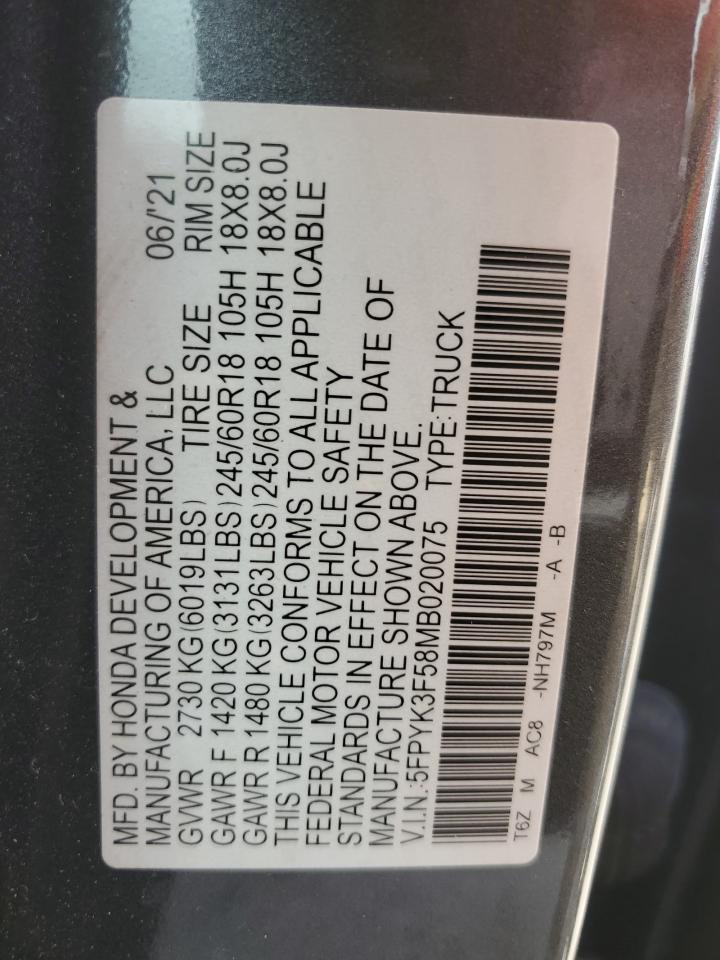 MFD. BY HONDA DEVELOPMENT &
MANUFACTURING OF AMERICA, LLC 06/'21
GVWR 2730 KG (6019LBS) TIRE SIZE RIM SIZE
GAWR F 1420 KG (3131LBS) 245/60R18 105H 18X8.0J
GAWR R 1480 KG (3263LBS) 245/60R18 105H 18X8.0J
THIS VEHICLE CONFORMS TO ALL APPLICABLE
FEDERAL MOTOR VEHICLE SAFETY
STANDARDS IN EFFECT ON THE DATE OF
MANUFACTURE SHOWN ABOVE.
V.I.N.:5FPYK3F58MB020075 TYPE:TRUCK
T6Z M AC8 -NH797M -A -B